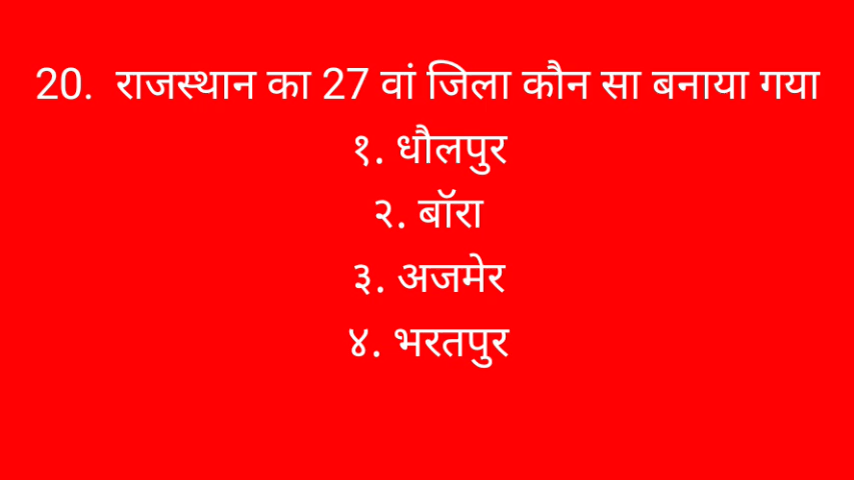 20. राजस्थान का 27 वां जिला कौन सा बनाया गया
१. धौलपुर
२. बॉरा
३. अजमेर
४. भरतपुर